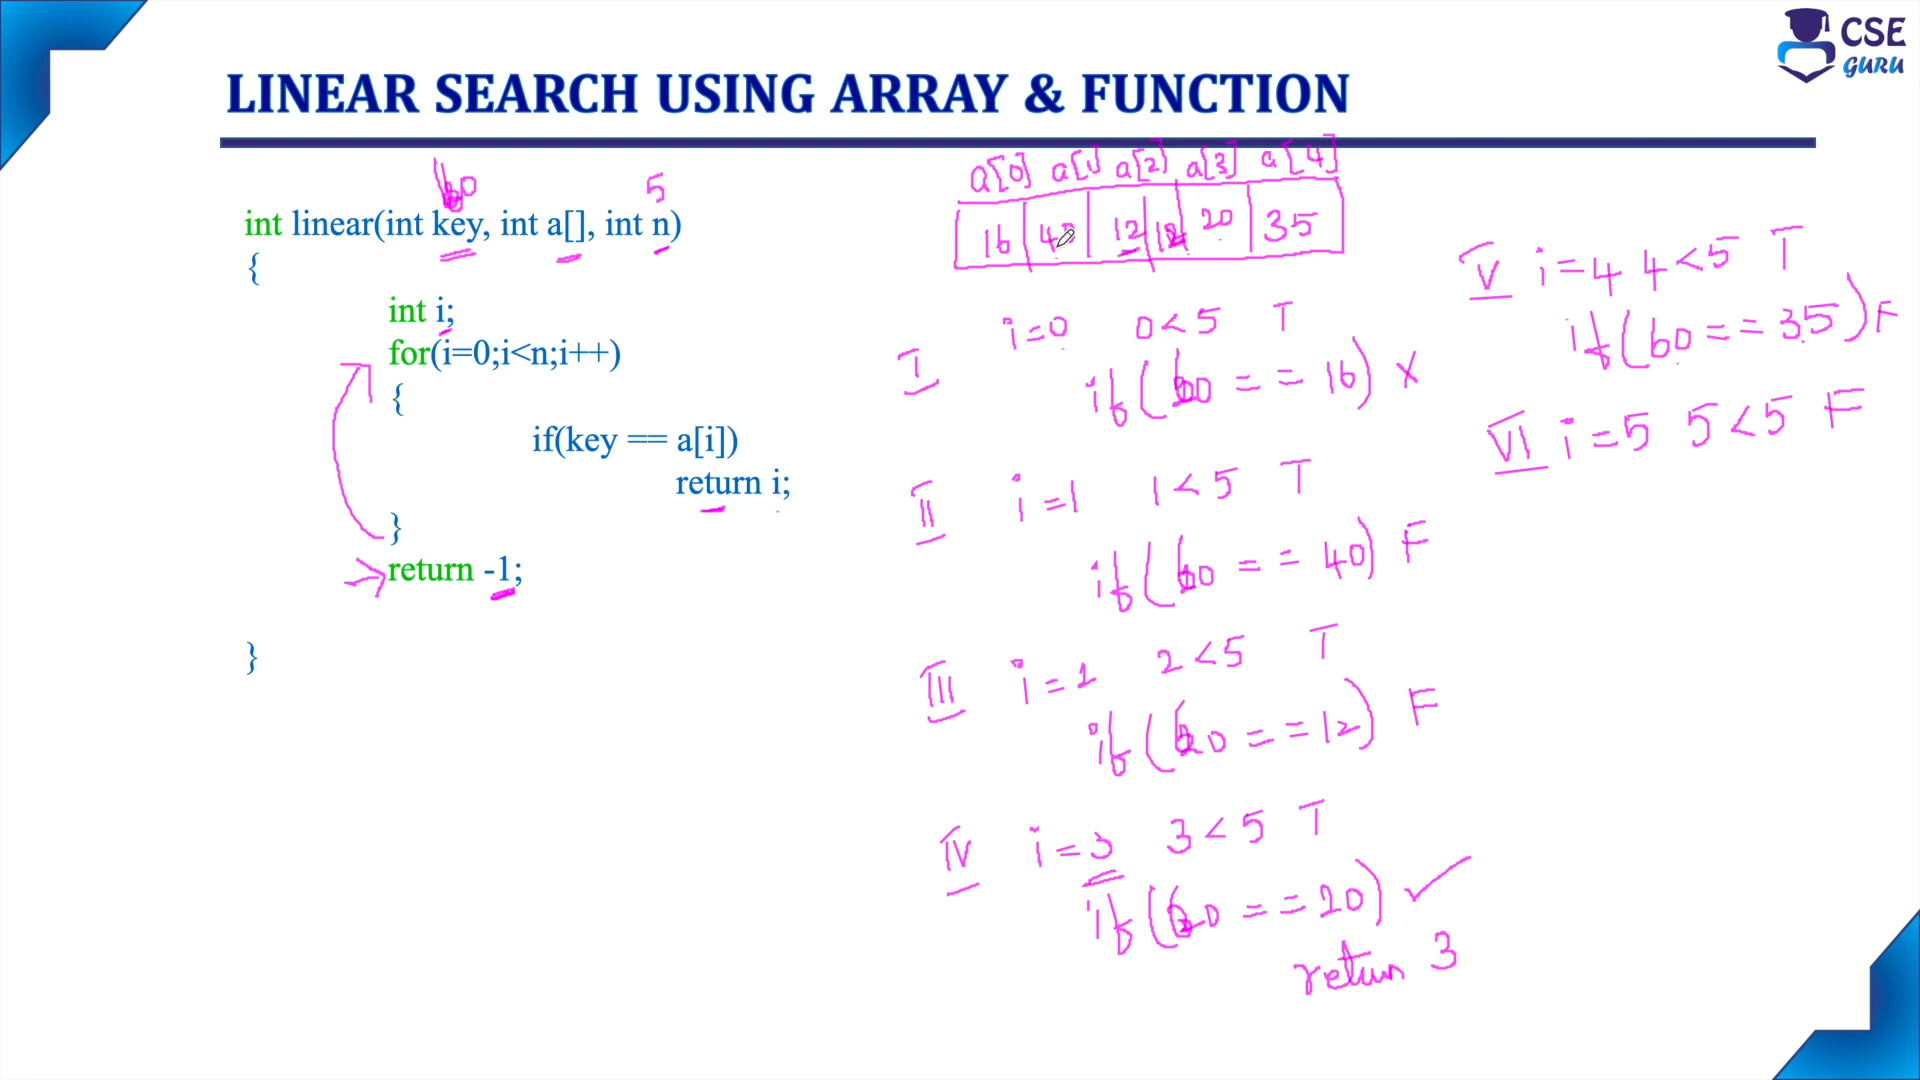 CSE
GURU
LINEAR SEARCH USING ARRAY & FUNCTION
60
5
int linear(int key, int a[], int n)
{
int i;
for(i=0;i<n;i++)
{
if(key == a[i])
return i;
}
return -1;
}
a[0] a[1] a[2] a[3] a[4]
16 40 12 20 35
I i=0 0<5 T
if(60 == 16) X
II i=1 1<5 T
if(60 == 40) F
III i=2 2<5 T
if(60 == 12) F
IV i=3 3<5 T
if(60 == 20) ✓
return 3
V i=4 4<5 T
if(60 == 35) F
VI i=5 5<5 F